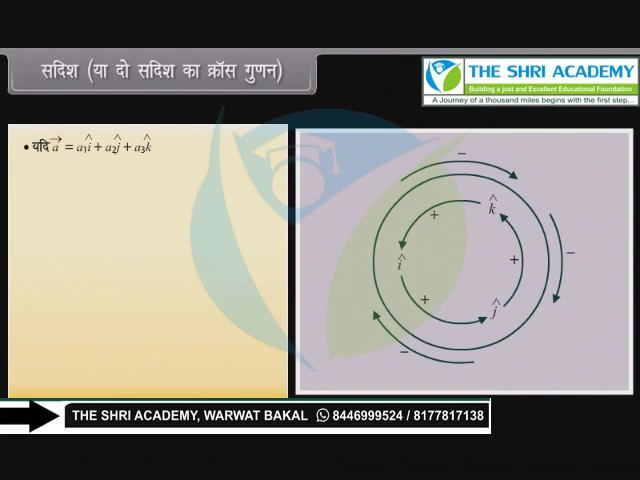 सदिश (या दो सदिश का क्रॉस गुणन)
THE SHRI ACADEMY
Building a just and Excellent Educational Foundation
A Journey of a thousand miles begins with the first step...
• यदि a⃗ = a₁î + a₂ĵ + a₃k̂
−
k̂
+
î
+
−
+
ĵ
−
THE SHRI ACADEMY, WARWAT BAKAL 8446999524 / 8177817138